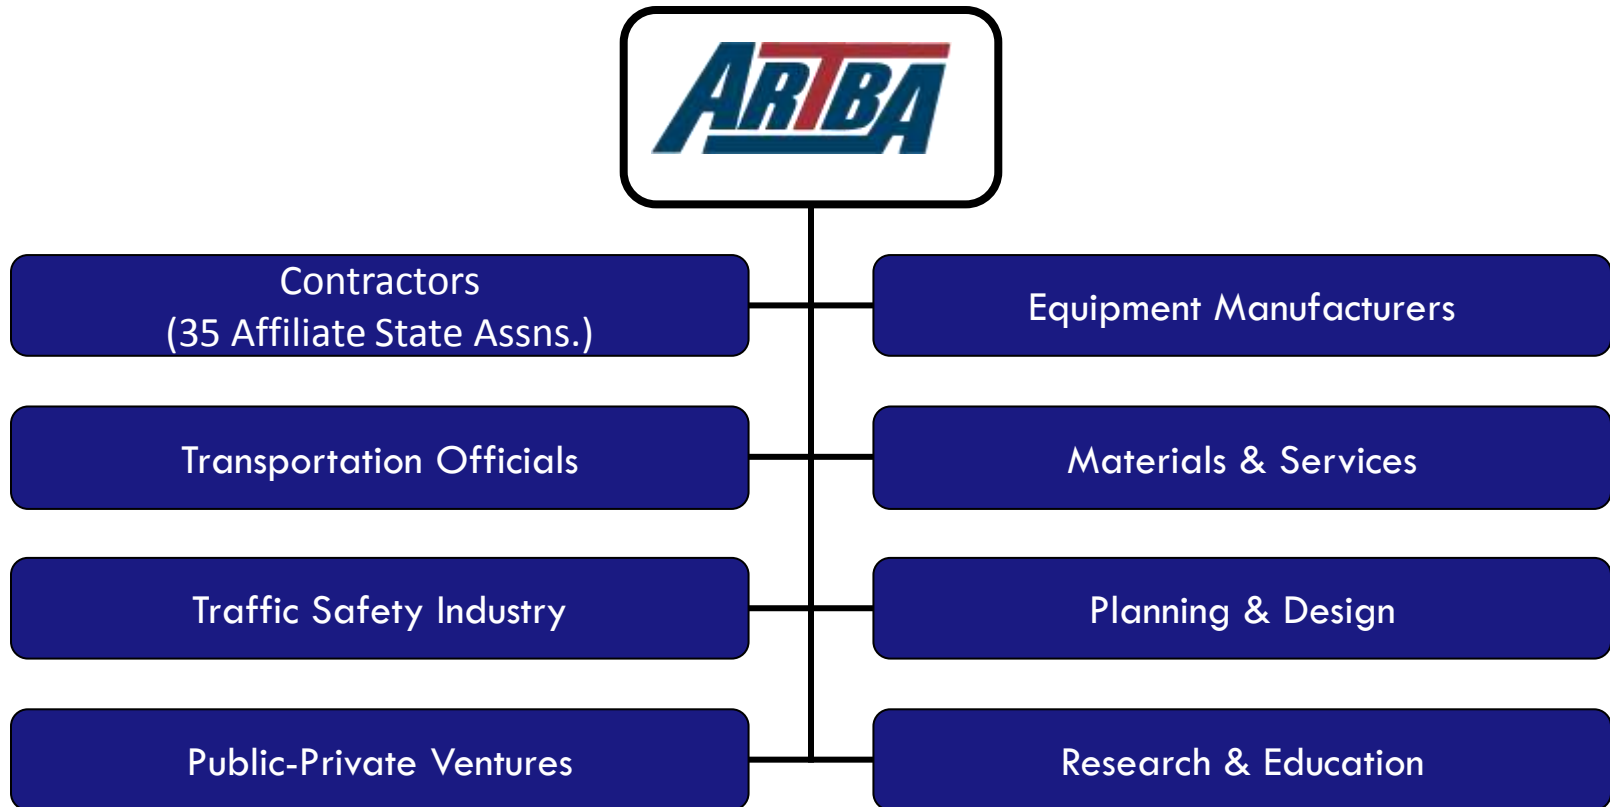 ARTBA
Contractors
(35 Affiliate State Assns.)
Equipment Manufacturers
Transportation Officials
Materials & Services
Traffic Safety Industry
Planning & Design
Public-Private Ventures
Research & Education